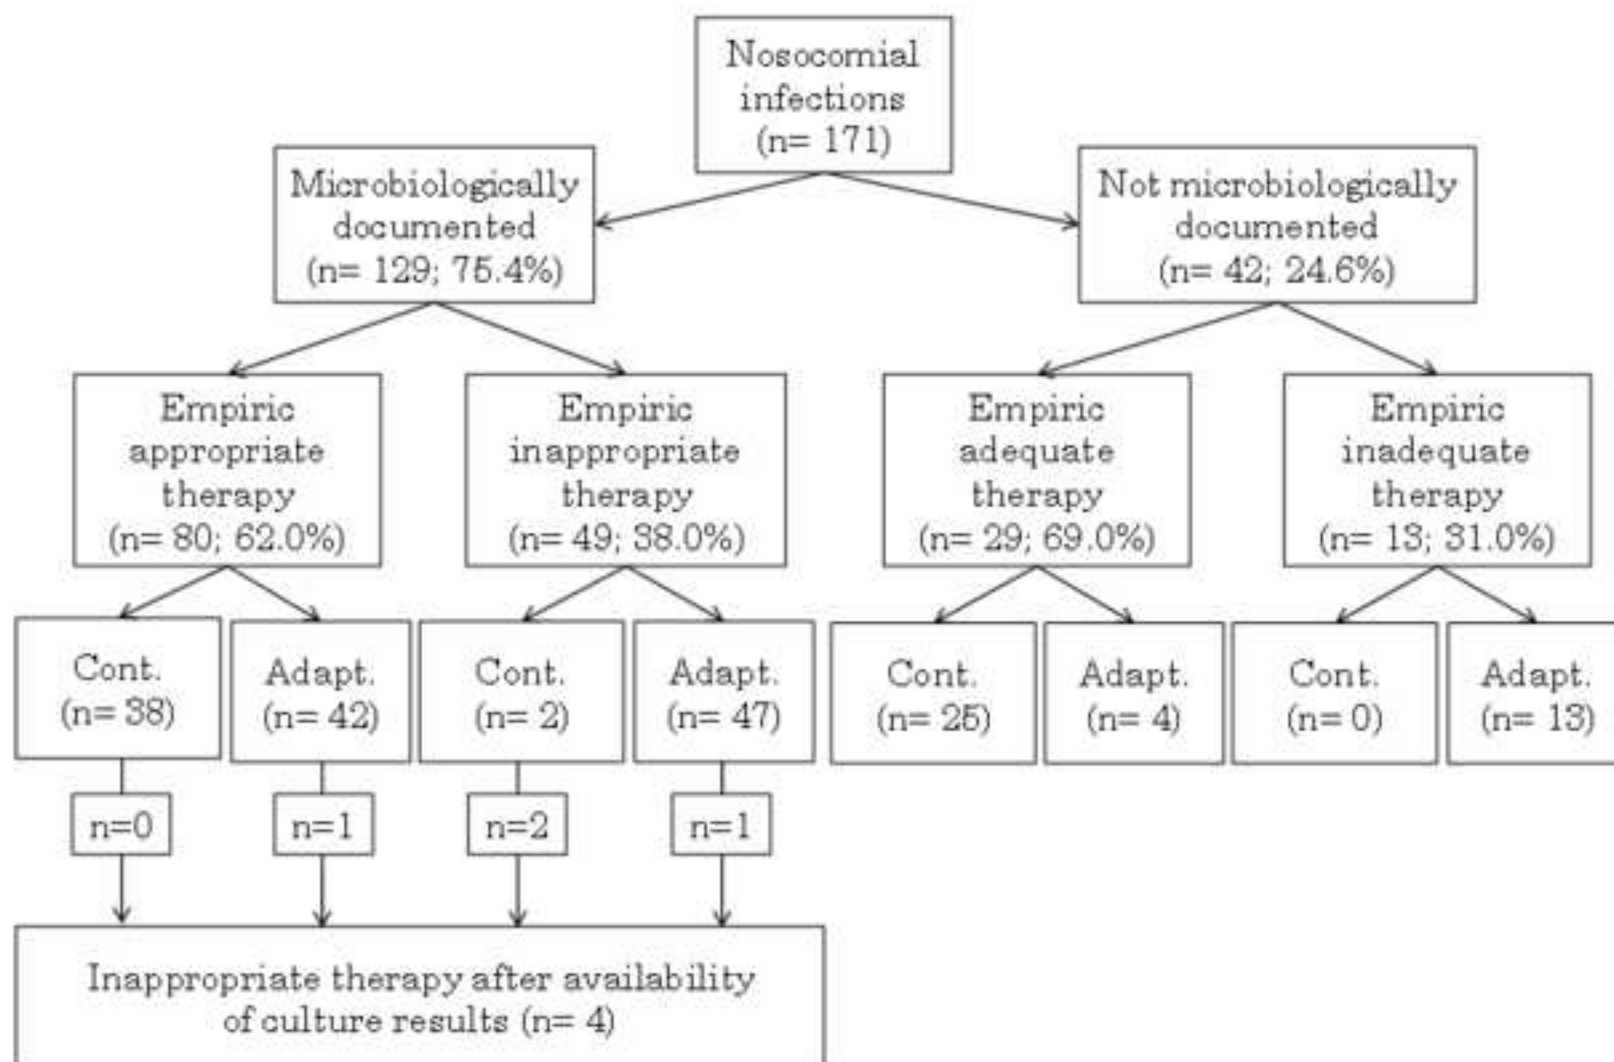 Nosocomial
infections
(n= 171)
Microbiologically
documented
(n= 129; 75.4%)
Not microbiologically
documented
(n= 42; 24.6%)
Empiric
appropriate
therapy
(n= 80; 62.0%)
Empiric
inappropriate
therapy
(n= 49; 38.0%)
Empiric
adequate
therapy
(n= 29; 69.0%)
Empiric
inadequate
therapy
(n= 13; 31.0%)
Cont.
(n= 38)
Adapt.
(n= 42)
Cont.
(n= 2)
Adapt.
(n= 47)
Cont.
(n= 25)
Adapt.
(n= 4)
Cont.
(n= 0)
Adapt.
(n= 13)
n=0
n=1
n=2
n=1
Inappropriate therapy after availability
of culture results (n= 4)